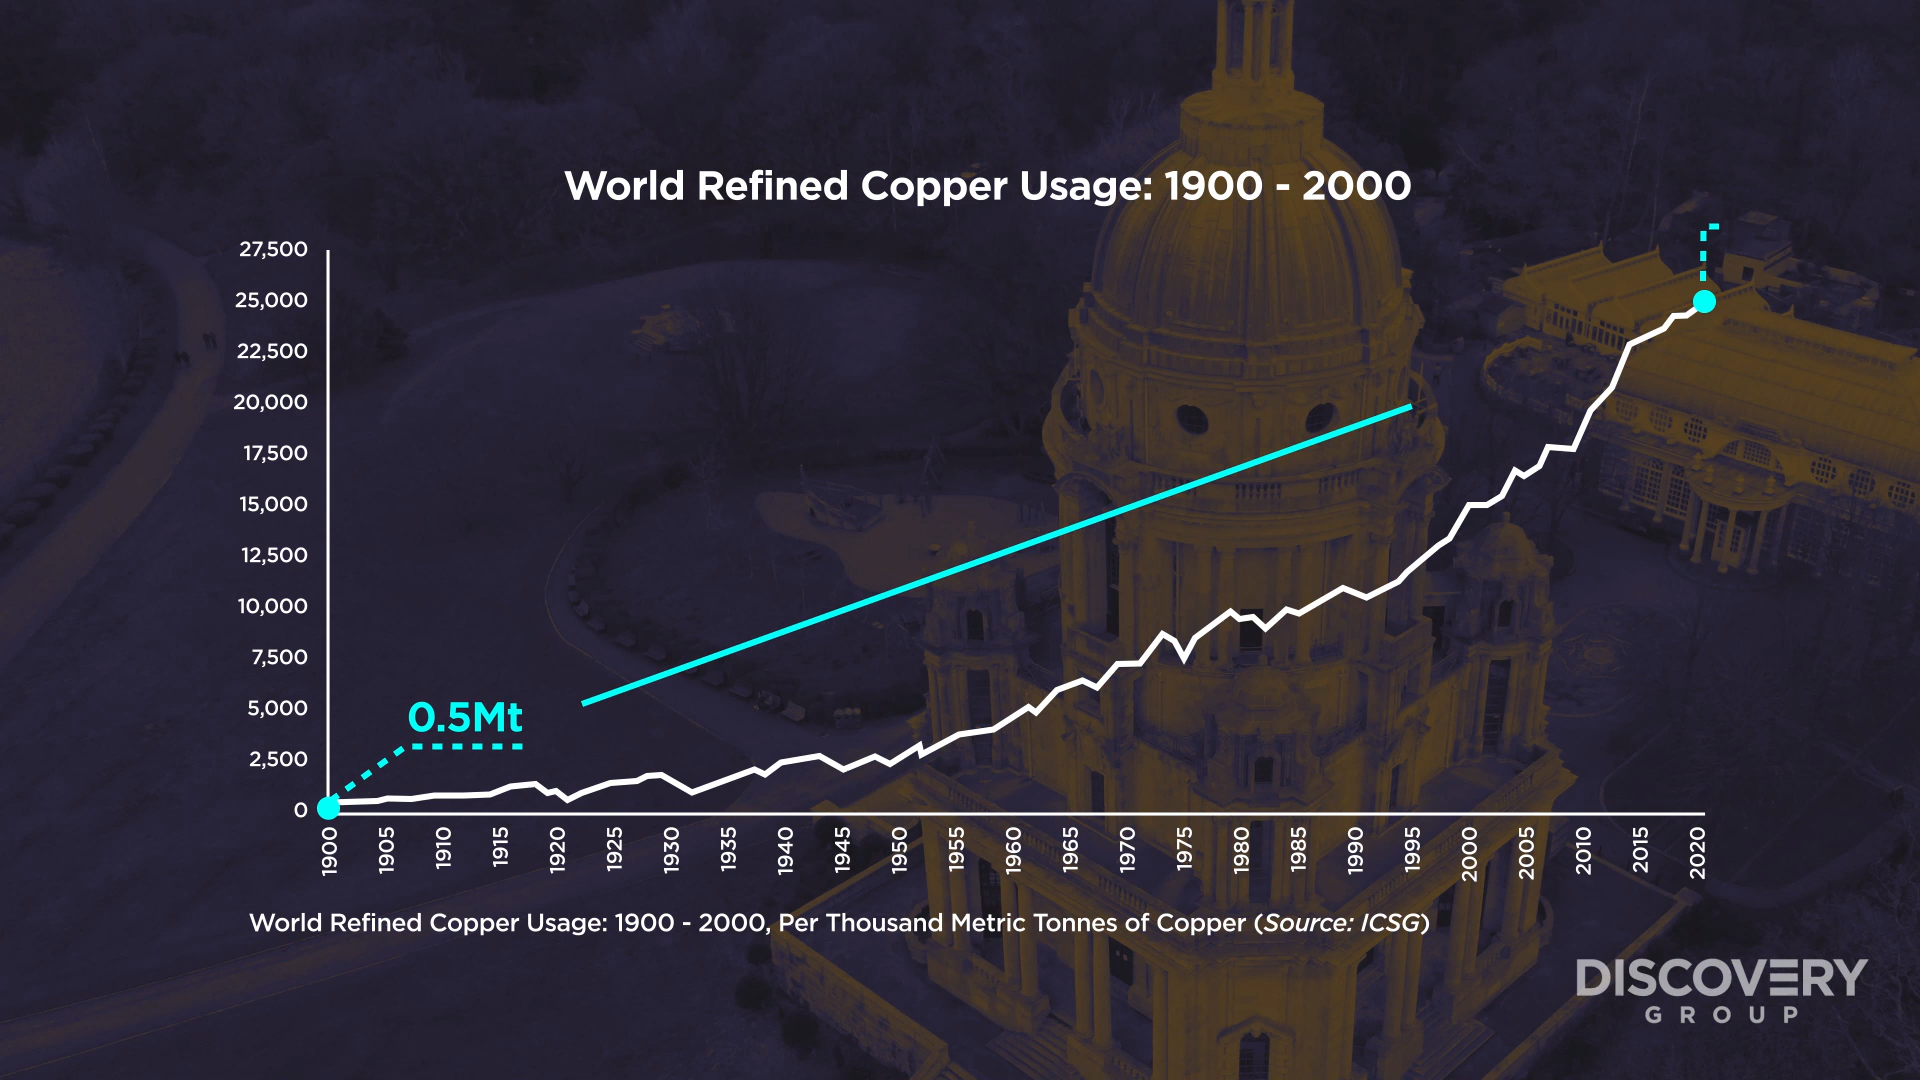 World Refined Copper Usage: 1900 - 2000
27,500
25,000
22,500
20,000
17,500
15,000
12,500
10,000
7,500
5,000
2,500
0
0.5Mt
1900 1905 1910 1915 1920 1925 1930 1935 1940 1945 1950 1955 1960 1965 1970 1975 1980 1985 1990 1995 2000 2005 2010 2015 2020
World Refined Copper Usage: 1900 - 2000, Per Thousand Metric Tonnes of Copper (Source: ICSG)
DISCOVERY
GROUP